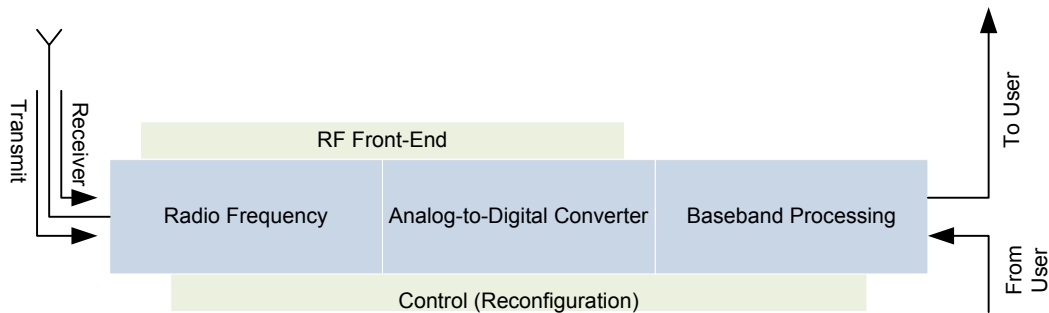 Transmit
Receiver
RF Front-End
To User
Radio Frequency
Analog-to-Digital Converter
Baseband Processing
From
User
Control (Reconfiguration)